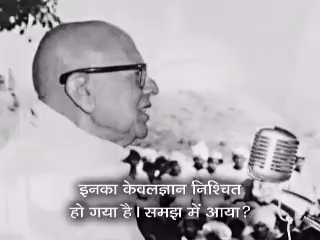 इनका केवलज्ञान निश्चित
हो गया है। समझ में आया?